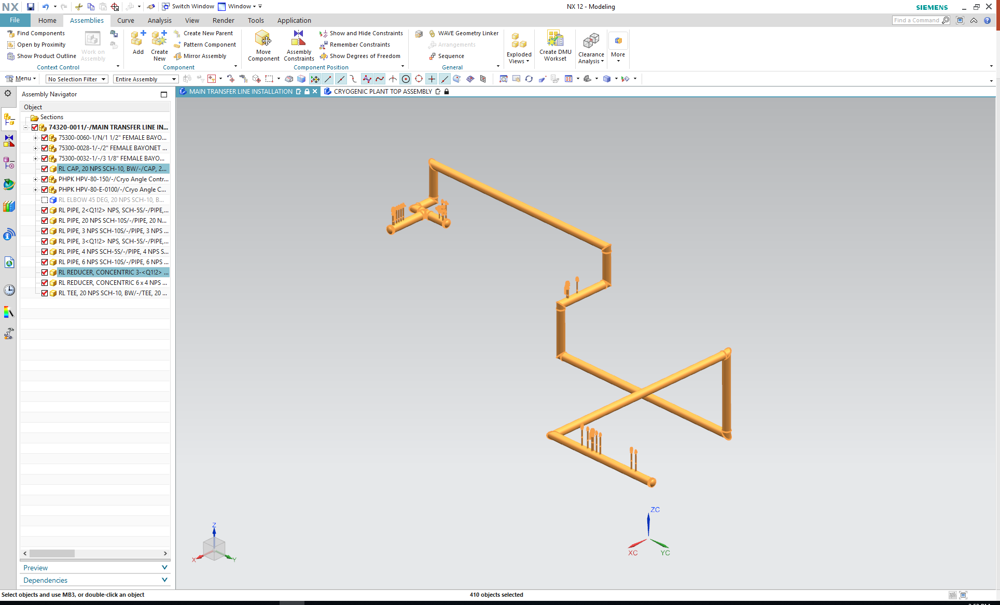 NX
Switch Window Window
NX 12 - Modeling
SIEMENS
File Home Assemblies Curve Analysis View Render Tools Application
Find a Command
Find Components
Open by Proximity
Show Product Outline
Work on
Assembly
Context Control
Add
Create
New
Create New Parent
Pattern Component
Mirror Assembly
Component
Move
Component
Assembly
Constraints
Show and Hide Constraints
Remember Constraints
Show Degrees of Freedom
Component Position
WAVE Geometry Linker
Arrangements
Sequence
General
Exploded
Views
Create DMU
Workset
Clearance
Analysis
More
Menu
No Selection Filter
Entire Assembly
Assembly Navigator
MAIN TRANSFER LINE INSTALLATION
CRYOGENIC PLANT TOP ASSEMBLY
Object
Sections
74320-0011/-/MAIN TRANSFER LINE IN...
75300-0060-1/N/1 1/2" FEMALE BAYO...
75300-0028-1/-/2" FEMALE BAYONET ...
75300-0032-1/-/3 1/8" FEMALE BAYO...
RL CAP, 20 NPS SCH-10, BW/-/CAP, 2...
PHPK HPV-80-150/-/Cryo Angle Contr...
PHPK HPV-80-E-0100/-/Cryo Angle C...
RL ELBOW 45 DEG, 20 NPS SCH-10, B...
RL PIPE, 2<Q1!2> NPS, SCH-5S/-/PIPE,...
RL PIPE, 20 NPS SCH-10S/-/PIPE, 20 N...
RL PIPE, 3 NPS SCH-10S/-/PIPE, 3 NPS ...
RL PIPE, 3<Q1!2> NPS, SCH-5S/-/PIPE,...
RL PIPE, 4 NPS SCH-5S/-/PIPE, 4 NPS S...
RL PIPE, 6 NPS SCH-10S/-/PIPE, 6 NPS ...
RL REDUCER, CONCENTRIC 3-<Q1!2> ...
RL REDUCER, CONCENTRIC 6 x 4 NPS ...
RL TEE, 20 NPS SCH-10, BW/-/TEE, 20 ...
ZC
XC
YC
Z
X
Y
Preview
Dependencies
Select objects and use MB3, or double-click an object
410 objects selected